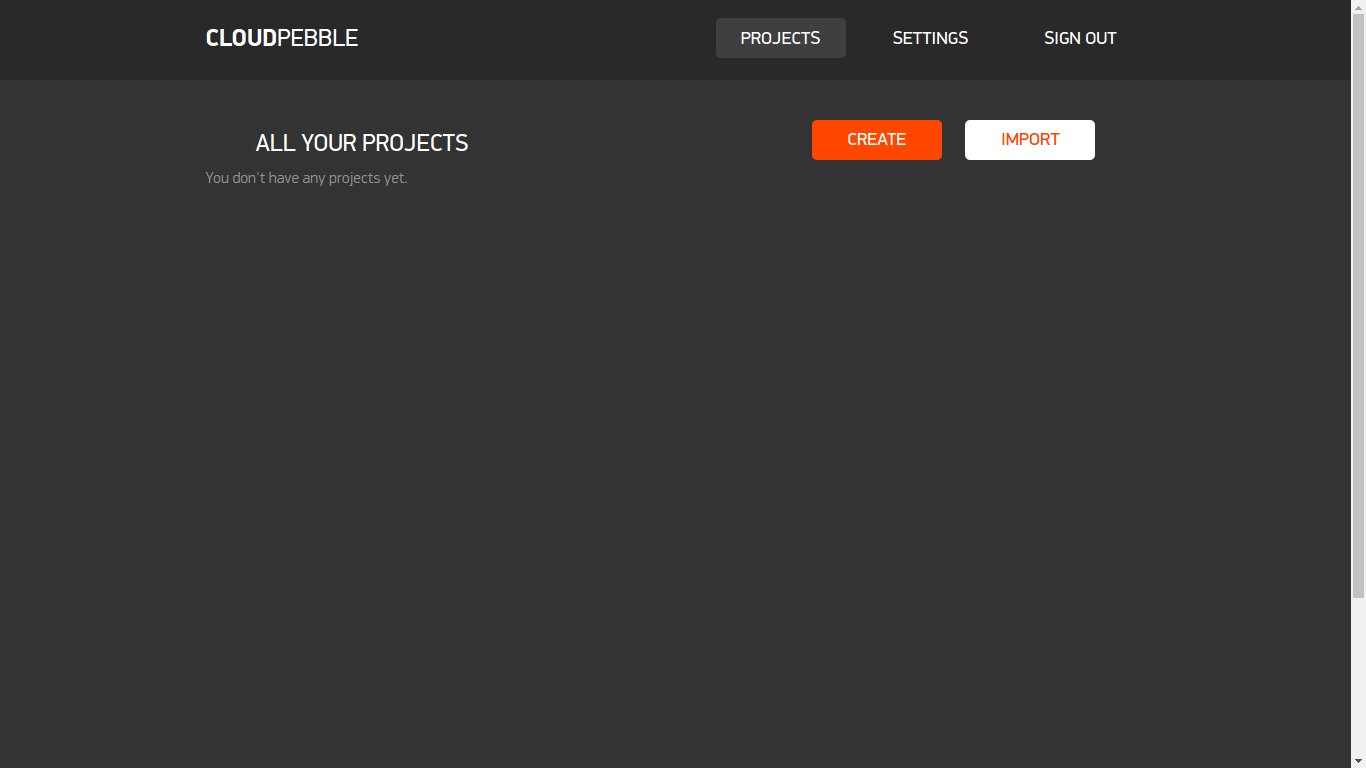 CLOUDPEBBLE
PROJECTS
SETTINGS
SIGN OUT
ALL YOUR PROJECTS
CREATE
IMPORT
You don't have any projects yet.